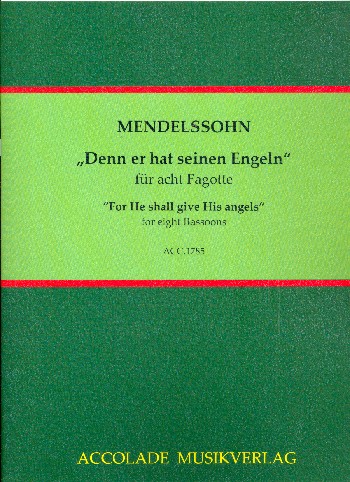 MENDELSSOHN
„Denn er hat seinen Engeln“
für acht Fagotte
“For He shall give His angels“
for eight Bassoons
ACC.1785
ACCOLADE MUSIKVERLAG